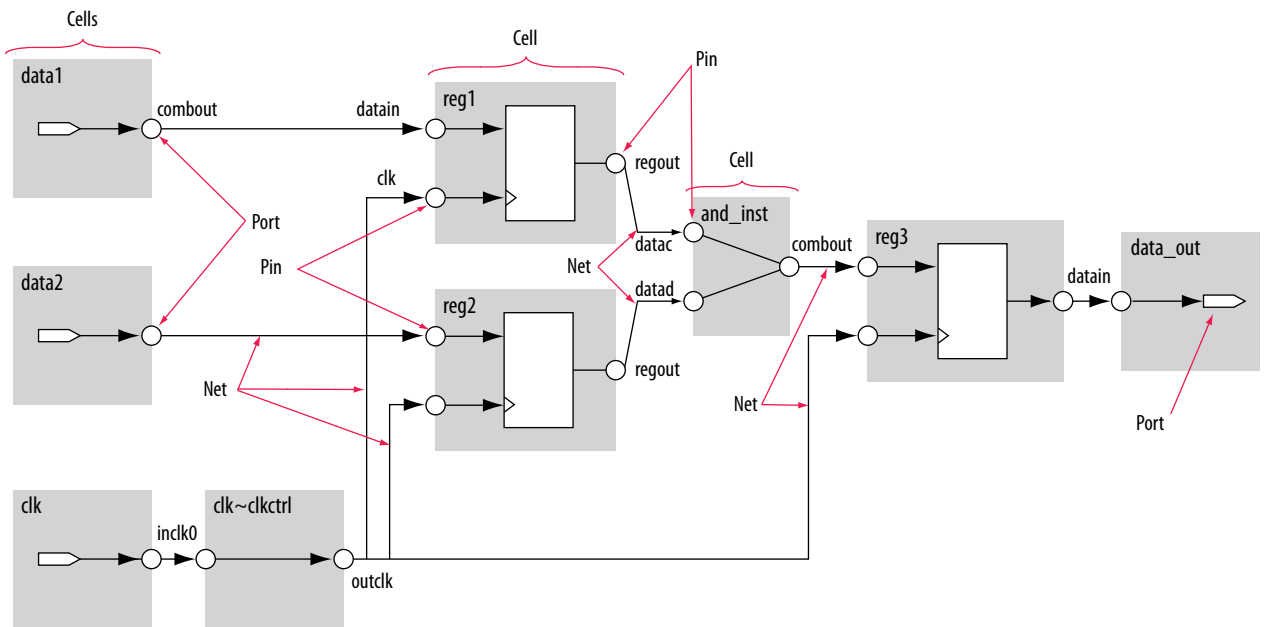 Cells
Cell
Pin
data1
combout
datain
reg1
clk
regout
Cell
Port
and_inst
datac
combout
reg3
data_out
Pin
Net
data2
datad
datain
reg2
regout
Net
Net
Port
clk
clk~clkctrl
inclk0
outclk